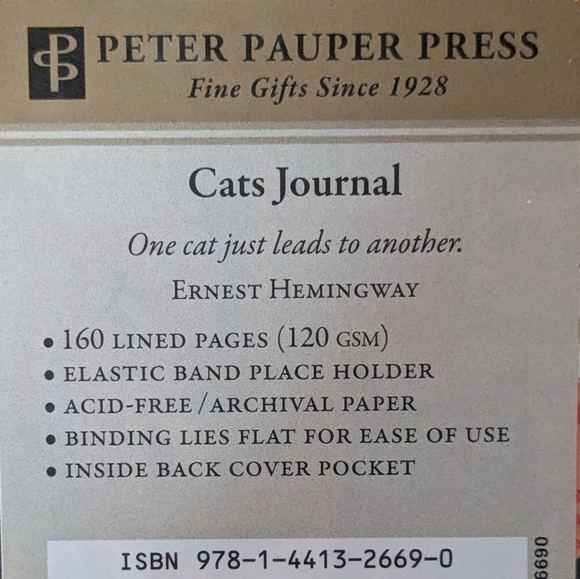 PETER PAUPER PRESS
Fine Gifts Since 1928
Cats Journal
One cat just leads to another.
ERNEST HEMINGWAY
• 160 LINED PAGES (120 GSM)
• ELASTIC BAND PLACE HOLDER
• ACID-FREE/ARCHIVAL PAPER
• BINDING LIES FLAT FOR EASE OF USE
• INSIDE BACK COVER POCKET
ISBN 978-1-4413-2669-0
6690